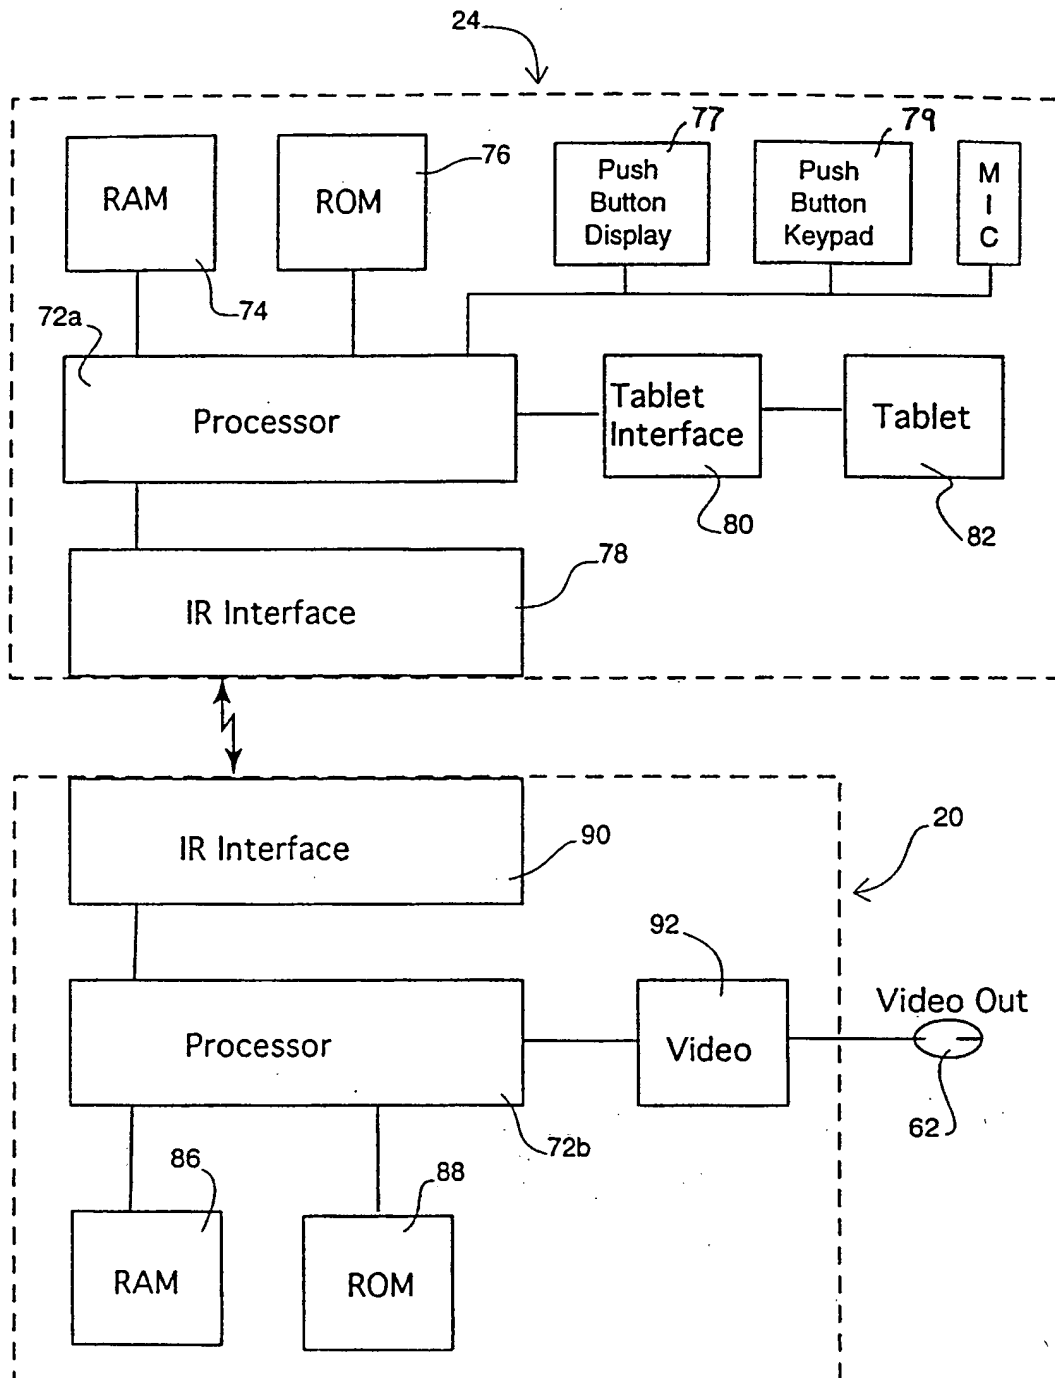 24
RAM
74
ROM
76
Push
Button
Display
77
Push
Button
Keypad
79
M
I
C
72a
Processor
Tablet
Interface
80
Tablet
82
IR Interface
78
IR Interface
90
20
Processor
72b
92
Video
Video Out
62
86
RAM
88
ROM